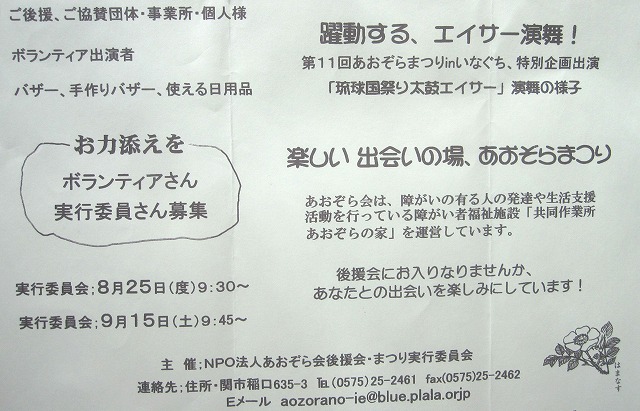 ご後援、ご協賛団体・事業所・個人様
ボランティア出演者
バザー、手作りバザー、使える日用品
お力添えを
ボランティアさん
実行委員さん募集
実行委員会;8月25日(度)9:30～
実行委員会;9月15日(土)9:45～
躍動する、エイサー演舞!
第11回あおぞらまつりinいなぐち、特別企画出演
「琉球国祭り太鼓エイサー」演舞の様子
楽しい 出会いの場、あおぞらまつり
あおぞら会は、障がいの有る人の発達や生活支援
活動を行っている障がい者福祉施設「共同作業所
あおぞらの家」を運営しています。
後援会にお入りなりませんか、
あなたとの出会いを楽しみにしています!
はまなす
主 催;NPO法人あおぞら会後援会・まつり実行委員会
連絡先;住所・関市稲口635-3 ℡(0575)25-2461 fax(0575)25-2462
Eメール aozorano-ie@blue.plala.orjp